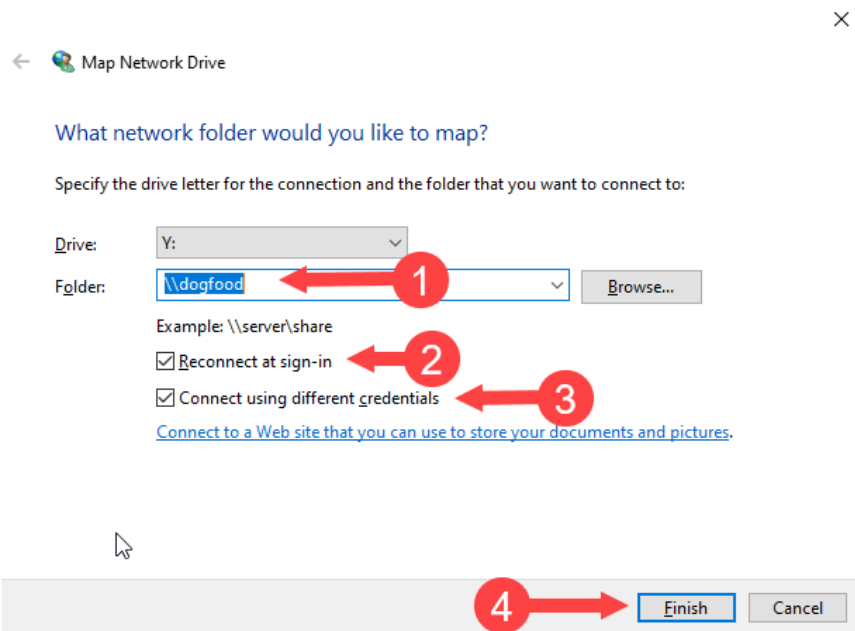 Map Network Drive
What network folder would you like to map?
Specify the drive letter for the connection and the folder that you want to connect to:
Drive: Y:
Folder: \\dogfood 1 Browse...
Example: \\server\share
Reconnect at sign-in 2
Connect using different credentials 3
Connect to a Web site that you can use to store your documents and pictures.
4 Finish Cancel